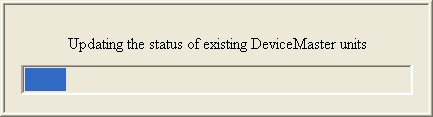 Updating the status of existing DeviceMaster units